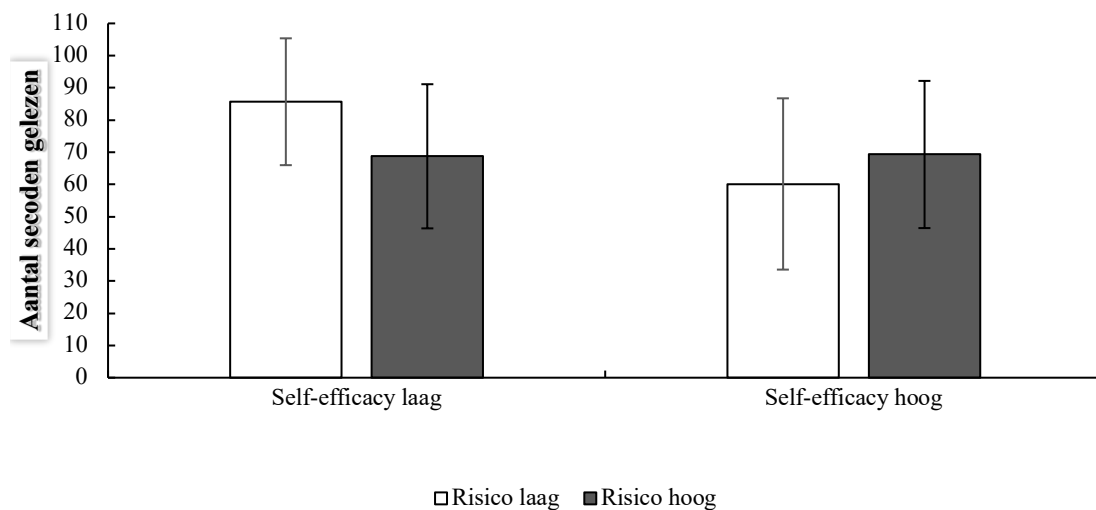 110
100
90
80
70
60
50
40
30
20
10
0
Aantal secoden gelezen
Self-efficacy laag
Self-efficacy hoog
Risico laag
Risico hoog